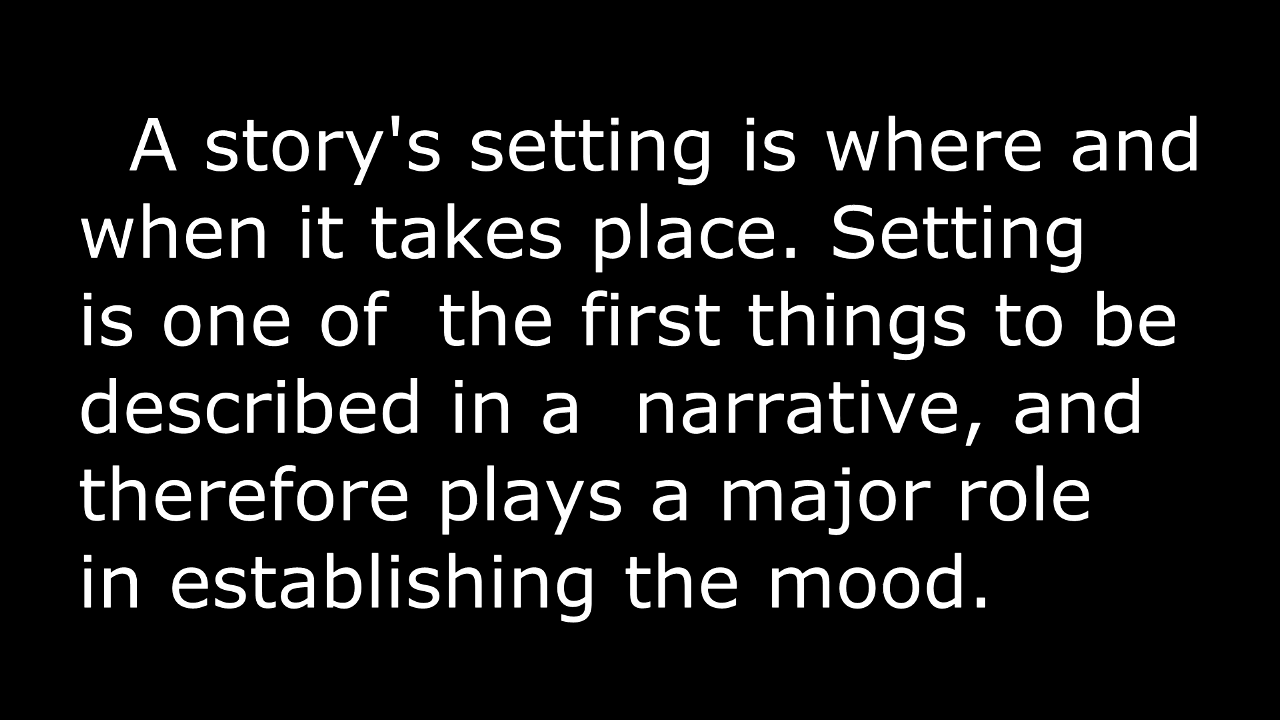 A story's setting is where and
when it takes place. Setting
is one of  the first things to be
described in a  narrative, and
therefore plays a major role
in establishing the mood.